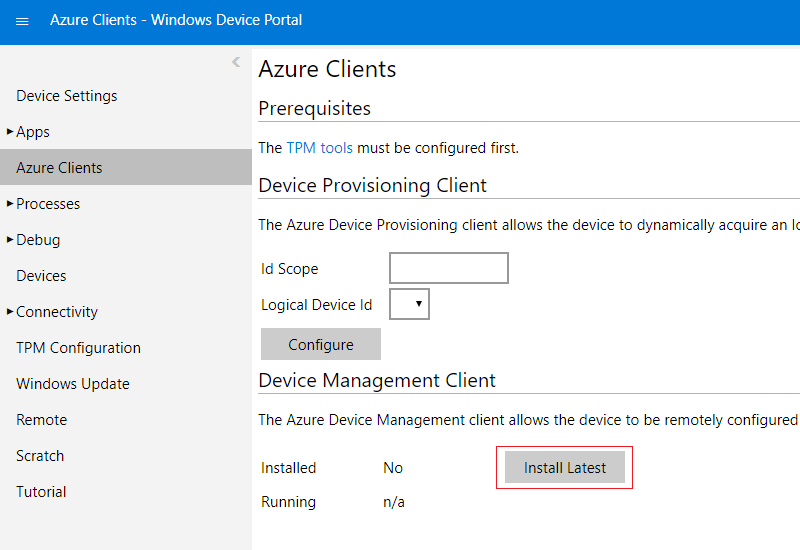 Azure Clients - Windows Device Portal
Device Settings
Apps
Azure Clients
Processes
Debug
Devices
Connectivity
TPM Configuration
Windows Update
Remote
Scratch
Tutorial
Azure Clients
Prerequisites
The TPM tools must be configured first.
Device Provisioning Client
The Azure Device Provisioning client allows the device to dynamically acquire an
Id Scope
Logical Device Id
Configure
Device Management Client
The Azure Device Management client allows the device to be remotely configured
Installed No Install Latest
Running n/a